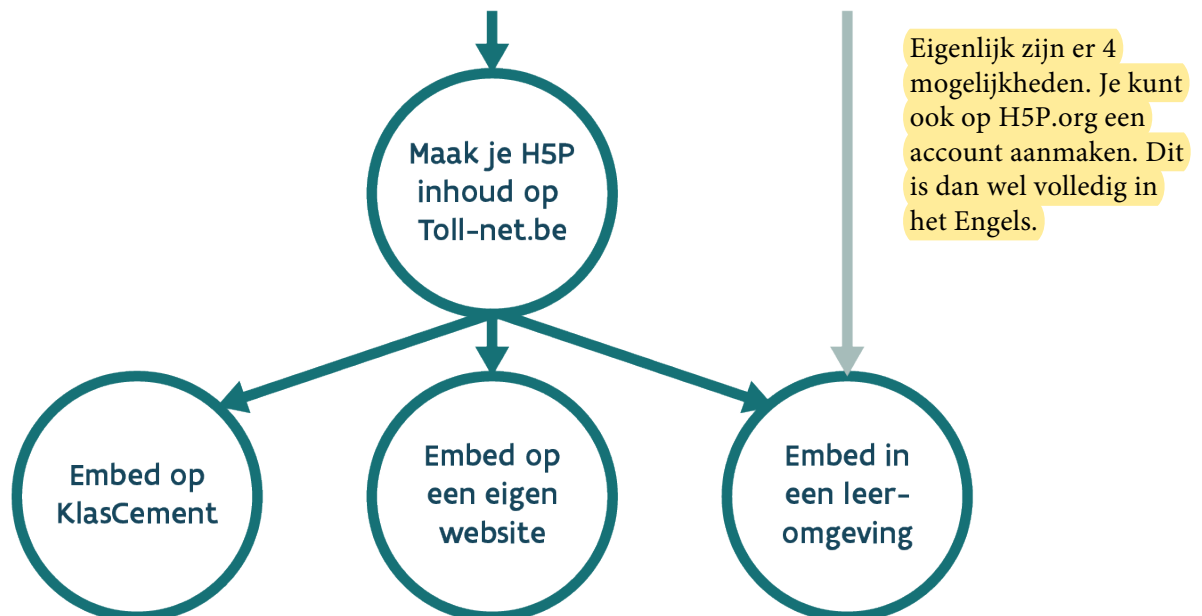 Eigenlijk zijn er 4
mogelijkheden. Je kunt
ook op H5P.org een
account aanmaken. Dit
is dan wel volledig in
het Engels.
Maak je H5P
inhoud op
Toll-net.be
Embed op
KlasCement
Embed op
een eigen
website
Embed in
een leer-
omgeving